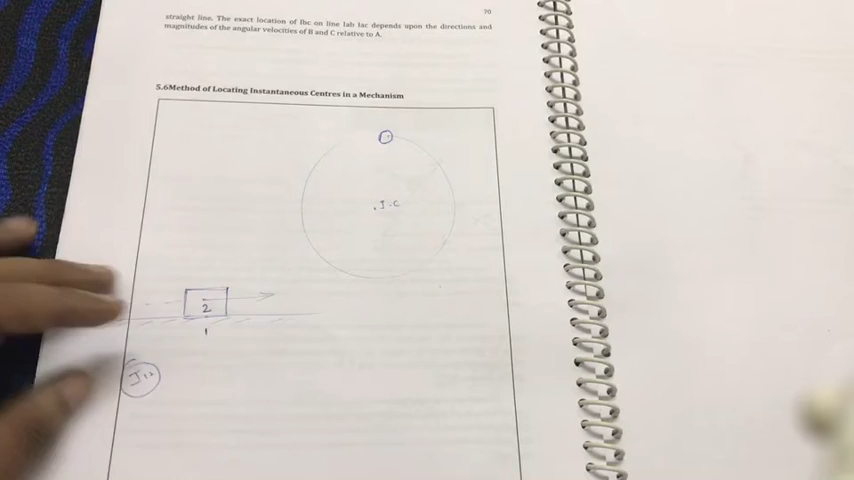 70
straight line. The exact location of Ibc on line Iab Iac depends upon the directions and
magnitudes of the angular velocities of B and C relative to A.
5.6Method of Locating Instantaneous Centres in a Mechanism
I.C
2
1
I12